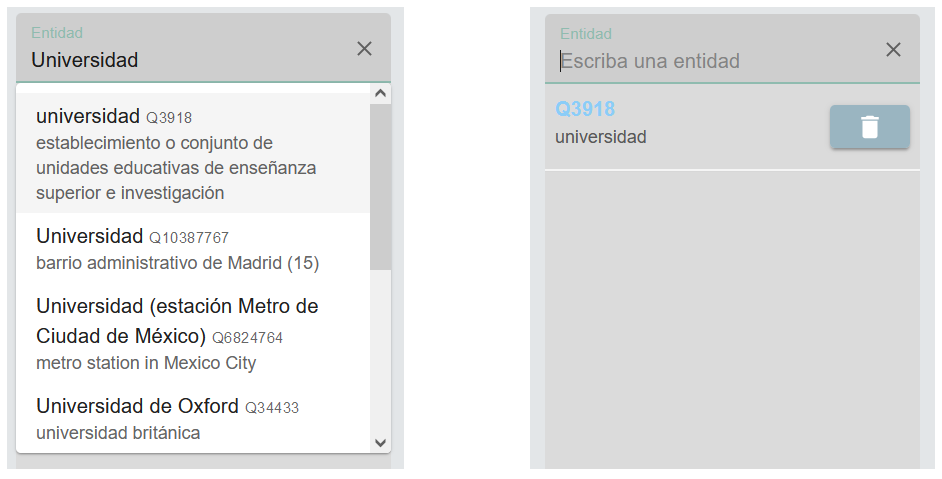 Entidad
Universidad
universidad Q3918
establecimiento o conjunto de
unidades educativas de enseñanza
superior e investigación
Universidad Q10387767
barrio administrativo de Madrid (15)
Universidad (estación Metro de
Ciudad de México) Q6824764
metro station in Mexico City
Universidad de Oxford Q34433
universidad británica
Entidad
Escriba una entidad
Q3918
universidad